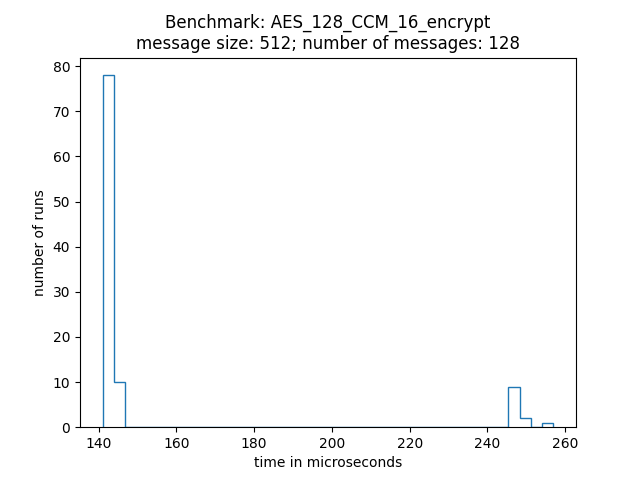 Benchmark: AES_128_CCM_16_encrypt
message size: 512; number of messages: 128
80
70
60
50
40
30
20
10
0
number of runs
140 160 180 200 220 240 260
time in microseconds